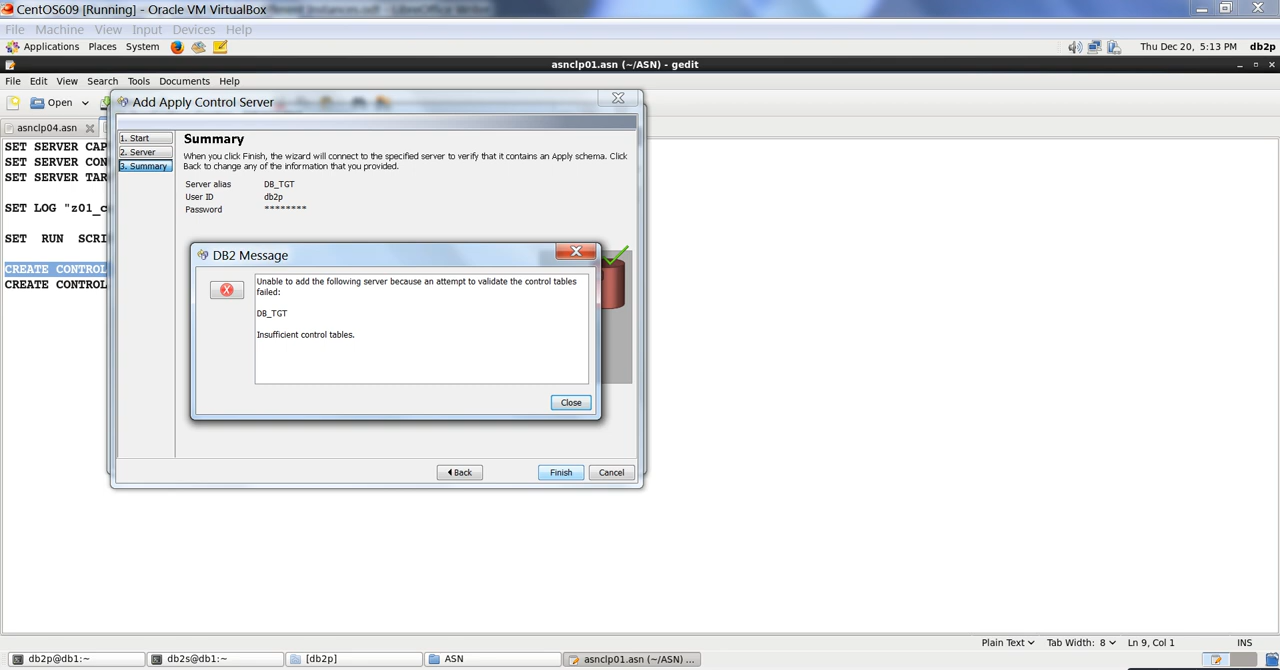 CentOS609 [Running] - Oracle VM VirtualBox
File Machine View Input Devices Help
Applications Places System Thu Dec 20, 5:13 PM db2p
asnclp01.asn (~/ASN) - gedit
File Edit View Search Tools Documents Help
Open
asnclp04.asn
SET SERVER CAP
SET SERVER CON
SET SERVER TAR
SET LOG "z01_c
SET RUN SCRI
CREATE CONTROL
CREATE CONTROL
Add Apply Control Server
1. Start
2. Server
3. Summary
Summary
When you click Finish, the wizard will connect to the specified server to verify that it contains an Apply schema. Click
Back to change any of the information that you provided.
Server alias DB_TGT
User ID db2p
Password ********
DB2 Message
Unable to add the following server because an attempt to validate the control tables
failed:
DB_TGT
Insufficient control tables.
Close
Back Finish Cancel
Plain Text Tab Width: 8 Ln 9, Col 1 INS
db2p@db1:~ db2s@db1:~ [db2p] ASN asnclp01.asn (~/ASN) ...